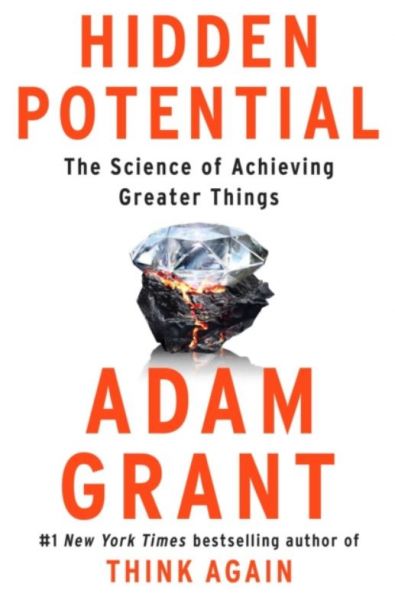 HIDDEN
POTENTIAL
The Science of Achieving
Greater Things
ADAM
GRANT
#1 New York Times bestselling author of
THINK AGAIN